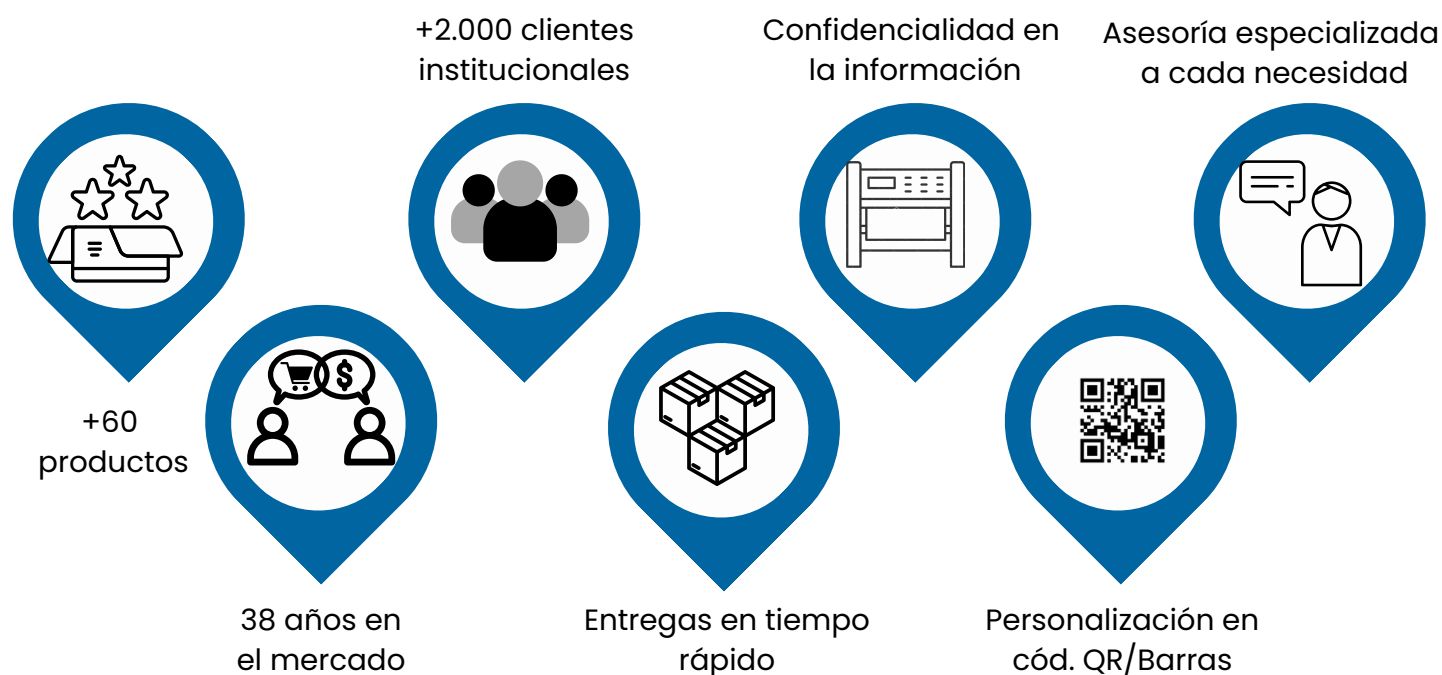 +2.000 clientes
institucionales
Confidencialidad en
la información
Asesoría especializada
a cada necesidad
+60
productos
38 años en
el mercado
Entregas en tiempo
rápido
Personalización en
cód. QR/Barras